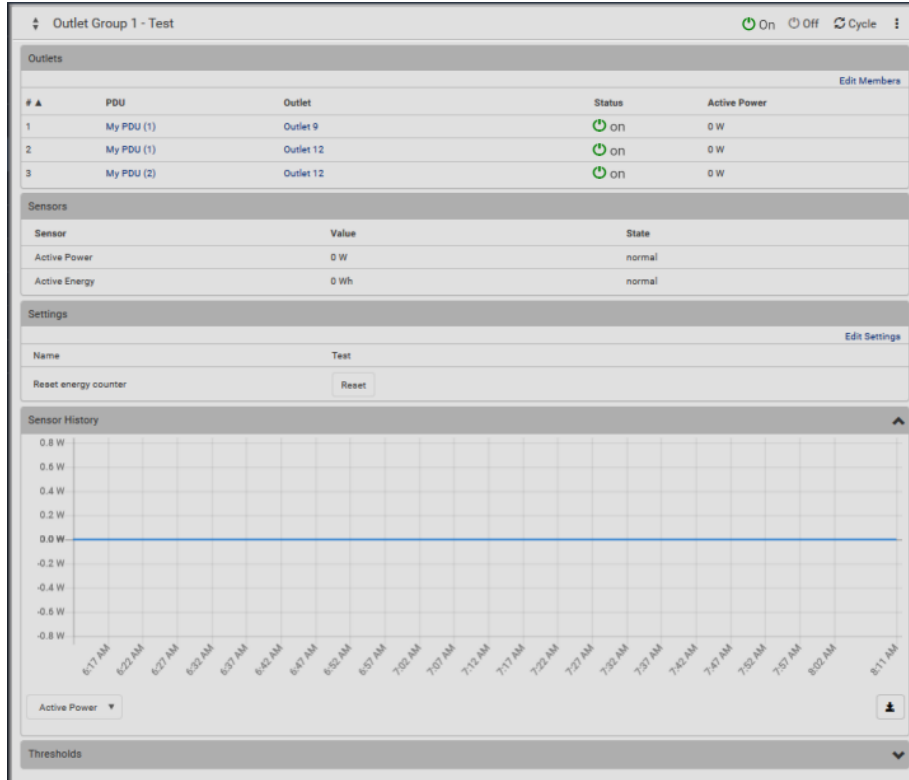 Outlet Group 1 - Test On Off Cycle
Outlets
Edit Members
# ▲ PDU Outlet Status Active Power
1 My PDU (1) Outlet 9 on 0 W
2 My PDU (1) Outlet 12 on 0 W
3 My PDU (2) Outlet 12 on 0 W
Sensors
Sensor Value State
Active Power 0 W normal
Active Energy 0 Wh normal
Settings
Edit Settings
Name Test
Reset energy counter Reset
Sensor History
0.8 W
0.6 W
0.4 W
0.2 W
0.0 W
-0.2 W
-0.4 W
-0.6 W
-0.8 W
6:17 AM 6:22 AM 6:27 AM 6:32 AM 6:37 AM 6:42 AM 6:47 AM 6:52 AM 6:57 AM 7:02 AM 7:07 AM 7:12 AM 7:17 AM 7:22 AM 7:27 AM 7:32 AM 7:37 AM 7:42 AM 7:47 AM 7:52 AM 7:57 AM 8:02 AM 8:11 AM
Active Power ▼
Thresholds